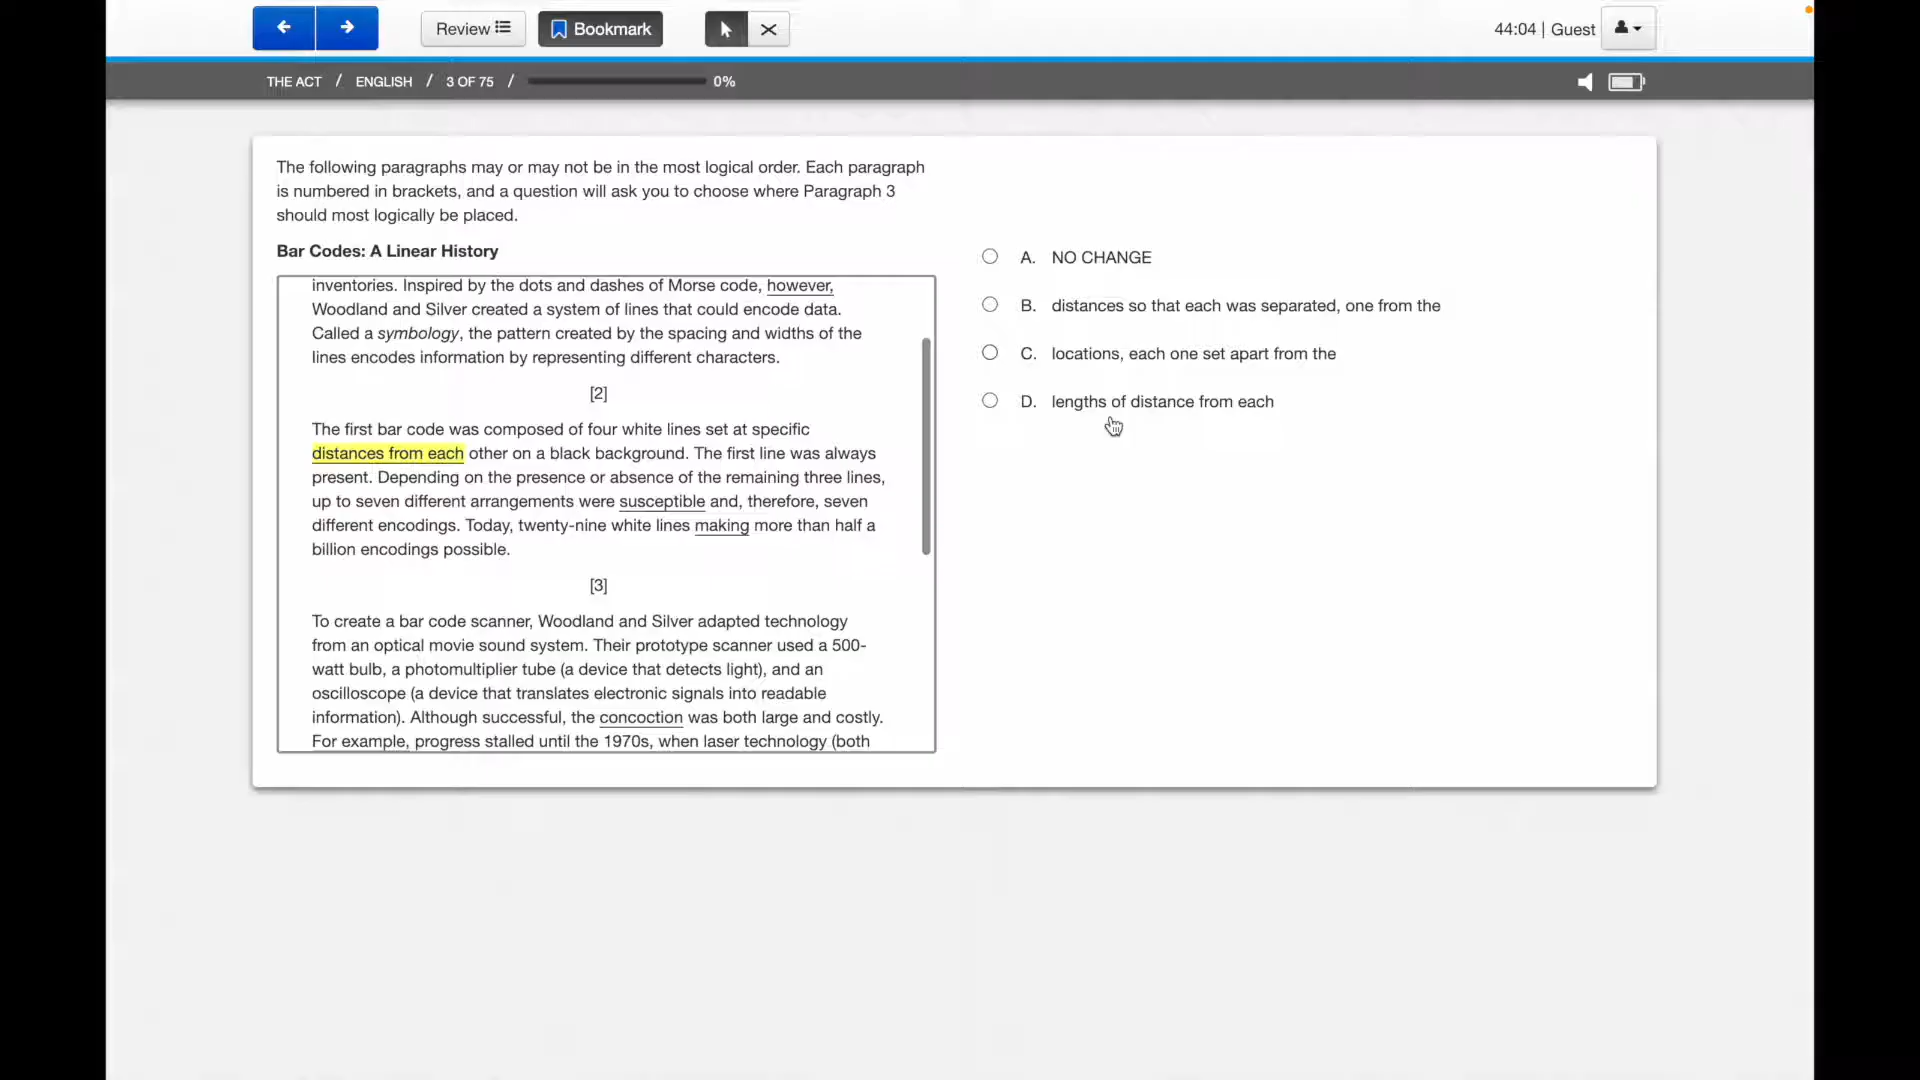 Review
Bookmark
44:04 | Guest
THE ACT / ENGLISH / 3 OF 75 / 0%
The following paragraphs may or may not be in the most logical order. Each paragraph
is numbered in brackets, and a question will ask you to choose where Paragraph 3
should most logically be placed.
Bar Codes: A Linear History
inventories. Inspired by the dots and dashes of Morse code, however,
Woodland and Silver created a system of lines that could encode data.
Called a symbology, the pattern created by the spacing and widths of the
lines encodes information by representing different characters.
[2]
The first bar code was composed of four white lines set at specific
distances from each other on a black background. The first line was always
present. Depending on the presence or absence of the remaining three lines,
up to seven different arrangements were susceptible and, therefore, seven
different encodings. Today, twenty-nine white lines making more than half a
billion encodings possible.
[3]
To create a bar code scanner, Woodland and Silver adapted technology
from an optical movie sound system. Their prototype scanner used a 500-
watt bulb, a photomultiplier tube (a device that detects light), and an
oscilloscope (a device that translates electronic signals into readable
information). Although successful, the concoction was both large and costly.
For example, progress stalled until the 1970s, when laser technology (both
A. NO CHANGE
B. distances so that each was separated, one from the
C. locations, each one set apart from the
D. lengths of distance from each